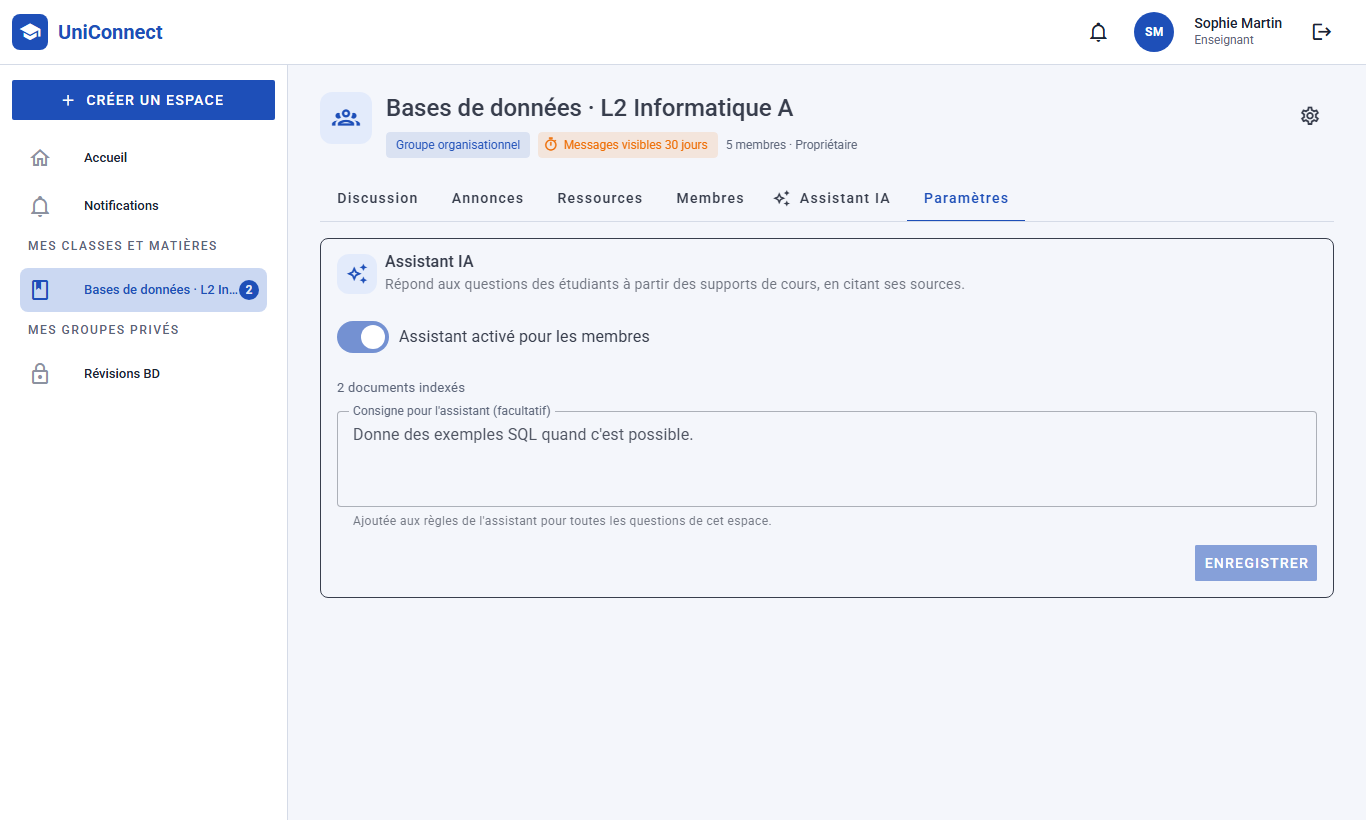 UniConnect
SM
Sophie Martin
Enseignant
+ CRÉER UN ESPACE
Accueil
Notifications
MES CLASSES ET MATIÈRES
Bases de données · L2 In… 2
MES GROUPES PRIVÉS
Révisions BD
Bases de données · L2 Informatique A
Groupe organisationnel
Messages visibles 30 jours
5 membres · Propriétaire
Discussion
Annonces
Ressources
Membres
Assistant IA
Paramètres
Assistant IA
Répond aux questions des étudiants à partir des supports de cours, en citant ses sources.
Assistant activé pour les membres
2 documents indexés
Consigne pour l'assistant (facultatif)
Donne des exemples SQL quand c'est possible.
Ajoutée aux règles de l'assistant pour toutes les questions de cet espace.
ENREGISTRER